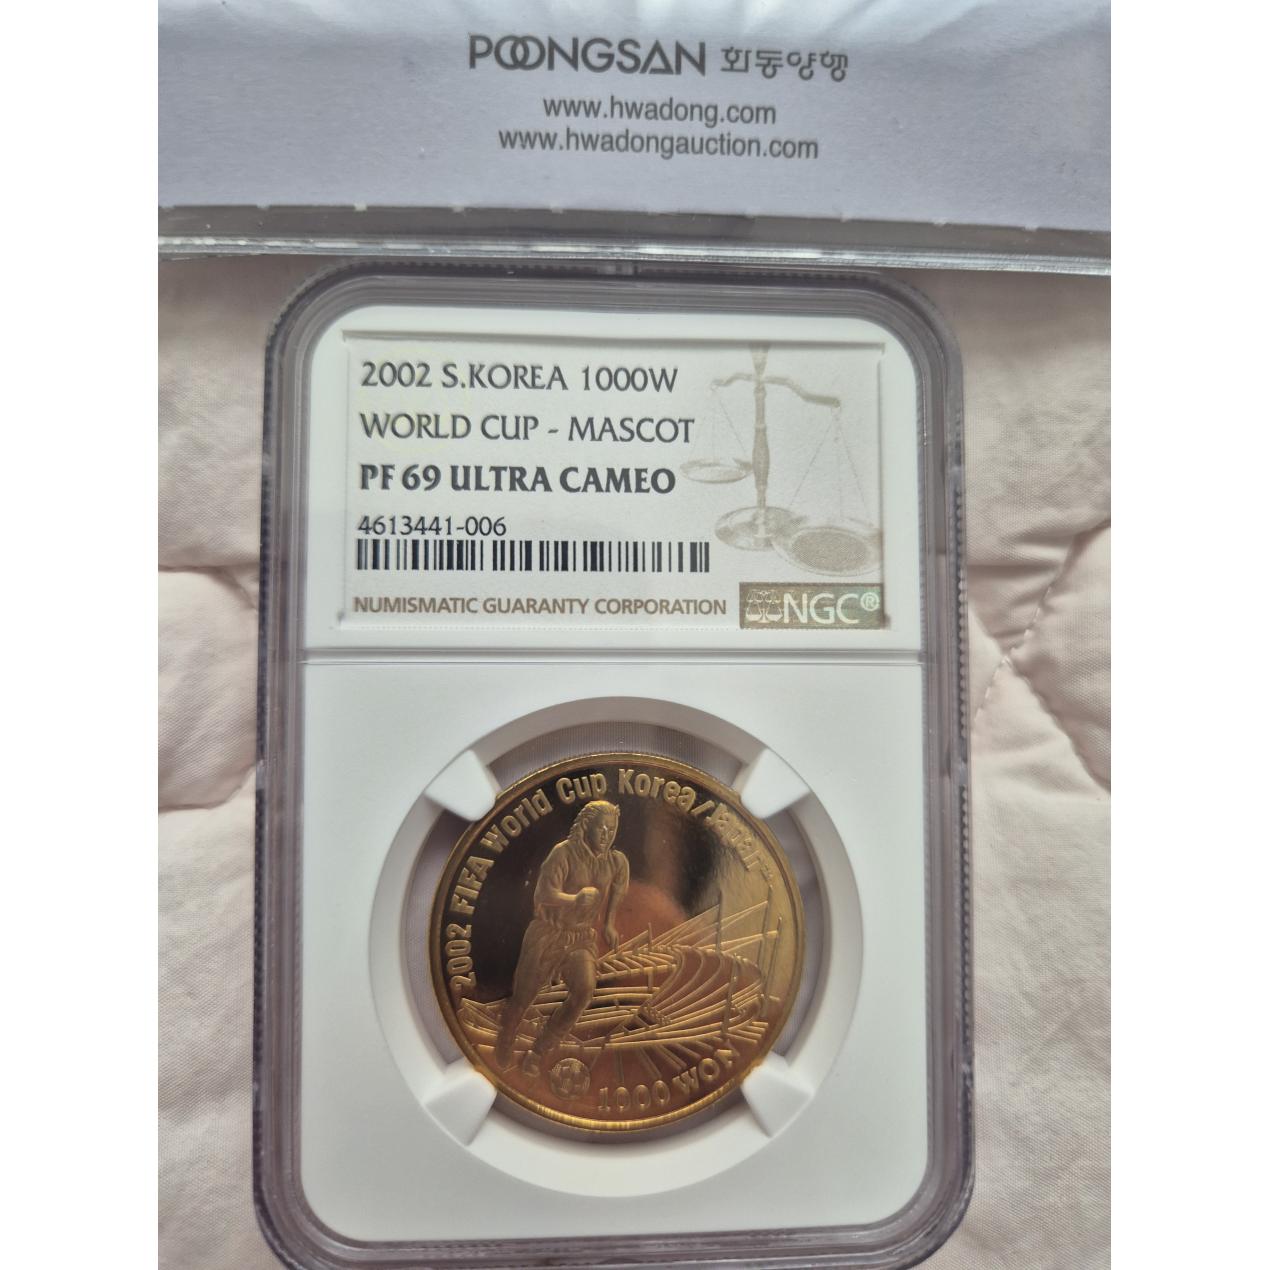 POONGSAN 화동양행
www.hwadong.com
www.hwadongauction.com
2002 S.KOREA 1000W
WORLD CUP - MASCOT
PF 69 ULTRA CAMEO
4613441-006
NUMISMATIC GUARANTY CORPORATION NGC®
2002 FIFA World Cup Korea/Japan™
1000 WON